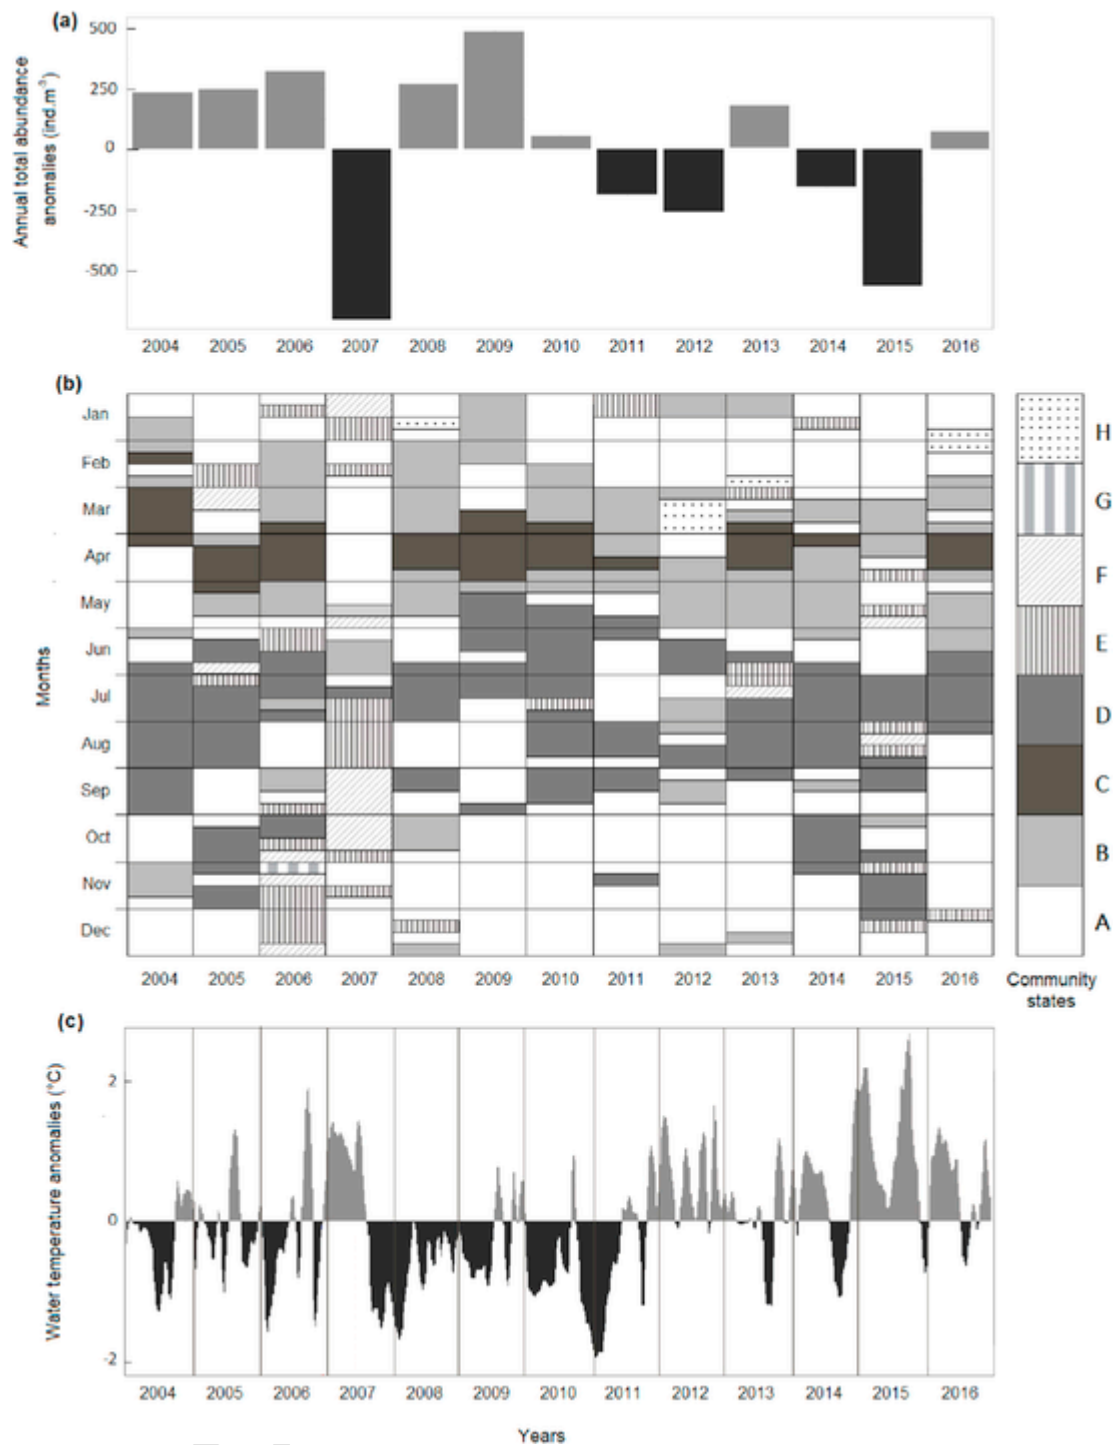 (a)
Annual total abundance
anomalies (ind.m-3)
500
250
0
-250
-500
2004 2005 2006 2007 2008 2009 2010 2011 2012 2013 2014 2015 2016
(b)
Months
Jan
Feb
Mar
Apr
May
Jun
Jul
Aug
Sep
Oct
Nov
Dec
H
G
F
E
D
C
B
A
2004 2005 2006 2007 2008 2009 2010 2011 2012 2013 2014 2015 2016
Community
states
(c)
Water temperature anomalies (°C)
2
0
-2
2004 2005 2006 2007 2008 2009 2010 2011 2012 2013 2014 2015 2016
Years